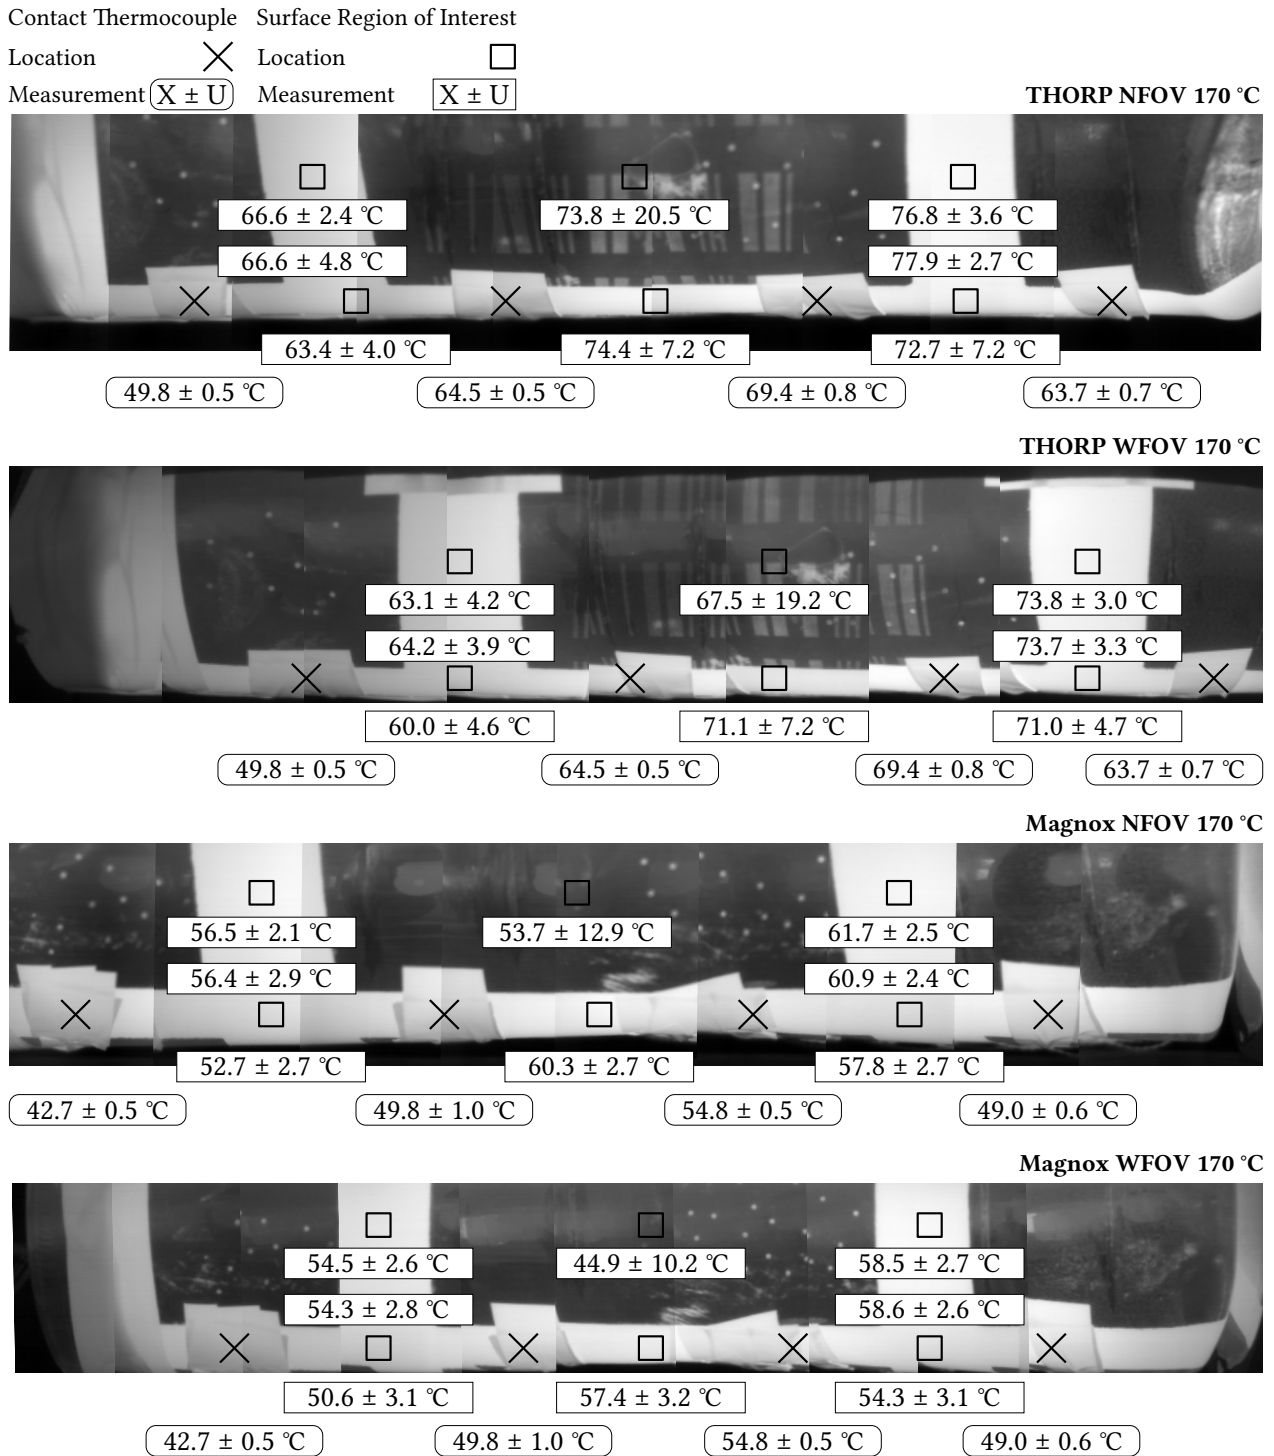 Contact Thermocouple Surface Region of Interest
Location Location
Measurement X ± U Measurement X ± U
THORP NFOV 170 °C
66.6 ± 2.4 ℃ 73.8 ± 20.5 ℃ 76.8 ± 3.6 ℃
66.6 ± 4.8 ℃ 77.9 ± 2.7 ℃
63.4 ± 4.0 ℃ 74.4 ± 7.2 ℃ 72.7 ± 7.2 ℃
49.8 ± 0.5 ℃ 64.5 ± 0.5 ℃ 69.4 ± 0.8 ℃ 63.7 ± 0.7 ℃
THORP WFOV 170 °C
63.1 ± 4.2 ℃ 67.5 ± 19.2 ℃ 73.8 ± 3.0 ℃
64.2 ± 3.9 ℃ 73.7 ± 3.3 ℃
60.0 ± 4.6 ℃ 71.1 ± 7.2 ℃ 71.0 ± 4.7 ℃
49.8 ± 0.5 ℃ 64.5 ± 0.5 ℃ 69.4 ± 0.8 ℃ 63.7 ± 0.7 ℃
Magnox NFOV 170 °C
56.5 ± 2.1 ℃ 53.7 ± 12.9 ℃ 61.7 ± 2.5 ℃
56.4 ± 2.9 ℃ 60.9 ± 2.4 ℃
52.7 ± 2.7 ℃ 60.3 ± 2.7 ℃ 57.8 ± 2.7 ℃
42.7 ± 0.5 ℃ 49.8 ± 1.0 ℃ 54.8 ± 0.5 ℃ 49.0 ± 0.6 ℃
Magnox WFOV 170 °C
54.5 ± 2.6 ℃ 44.9 ± 10.2 ℃ 58.5 ± 2.7 ℃
54.3 ± 2.8 ℃ 58.6 ± 2.6 ℃
50.6 ± 3.1 ℃ 57.4 ± 3.2 ℃ 54.3 ± 3.1 ℃
42.7 ± 0.5 ℃ 49.8 ± 1.0 ℃ 54.8 ± 0.5 ℃ 49.0 ± 0.6 ℃